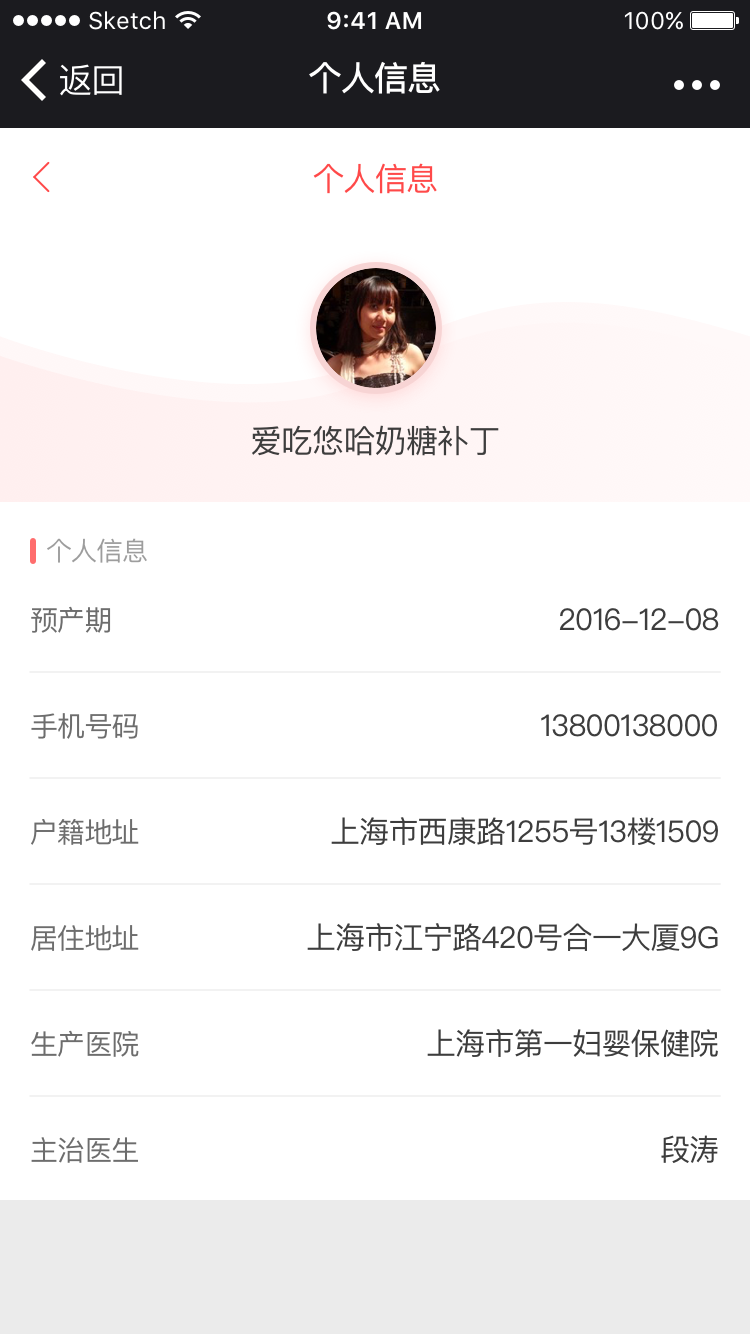 Sketch 9:41 AM 100%
返回 个人信息
个人信息
爱吃悠哈奶糖补丁
个人信息
预产期 2016-12-08
手机号码 13800138000
户籍地址 上海市西康路1255号13楼1509
居住地址 上海市江宁路420号合一大厦9G
生产医院 上海市第一妇婴保健院
主治医生 段涛